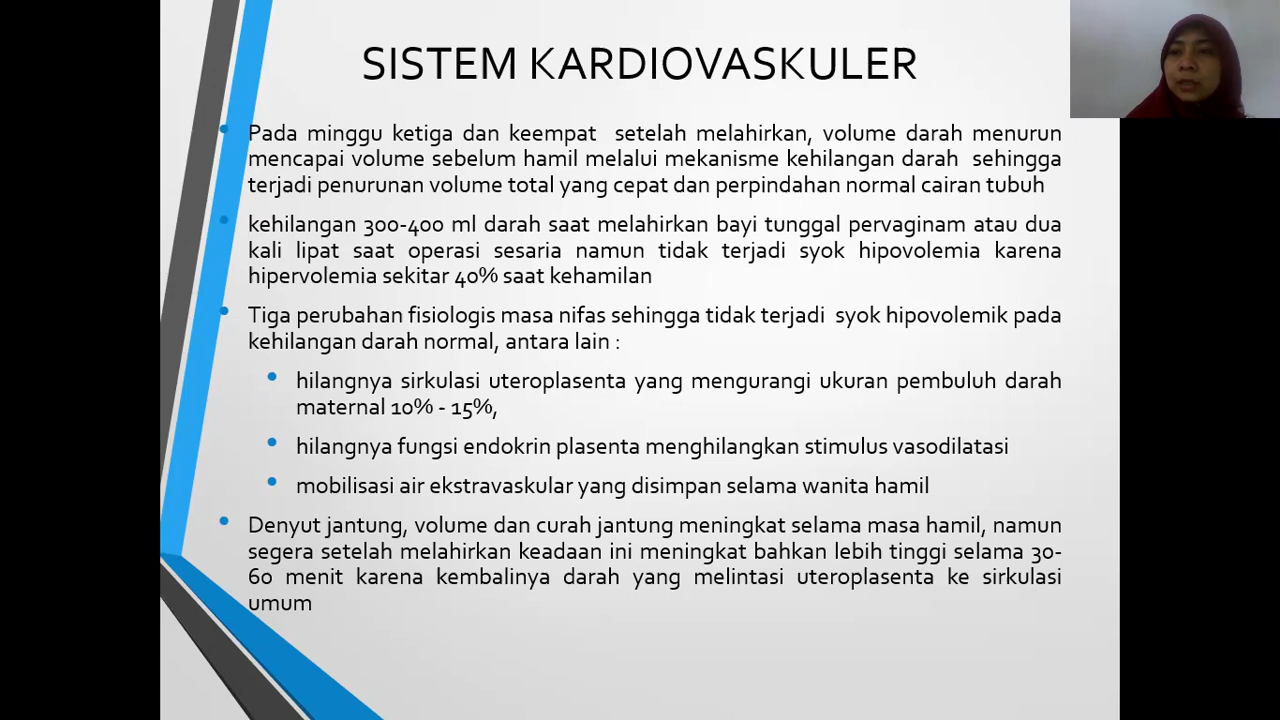 SISTEM KARDIOVASKULER
Pada minggu ketiga dan keempat setelah melahirkan, volume darah menurun
mencapai volume sebelum hamil melalui mekanisme kehilangan darah sehingga
terjadi penurunan volume total yang cepat dan perpindahan normal cairan tubuh
kehilangan 300-400 ml darah saat melahirkan bayi tunggal pervaginam atau dua
kali lipat saat operasi sesaria namun tidak terjadi syok hipovolemia karena
hipervolemia sekitar 40% saat kehamilan
Tiga perubahan fisiologis masa nifas sehingga tidak terjadi syok hipovolemik pada
kehilangan darah normal, antara lain :
hilangnya sirkulasi uteroplasenta yang mengurangi ukuran pembuluh darah
maternal 10% - 15%,
hilangnya fungsi endokrin plasenta menghilangkan stimulus vasodilatasi
mobilisasi air ekstravaskular yang disimpan selama wanita hamil
Denyut jantung, volume dan curah jantung meningkat selama masa hamil, namun
segera setelah melahirkan keadaan ini meningkat bahkan lebih tinggi selama 30-
60 menit karena kembalinya darah yang melintasi uteroplasenta ke sirkulasi
umum